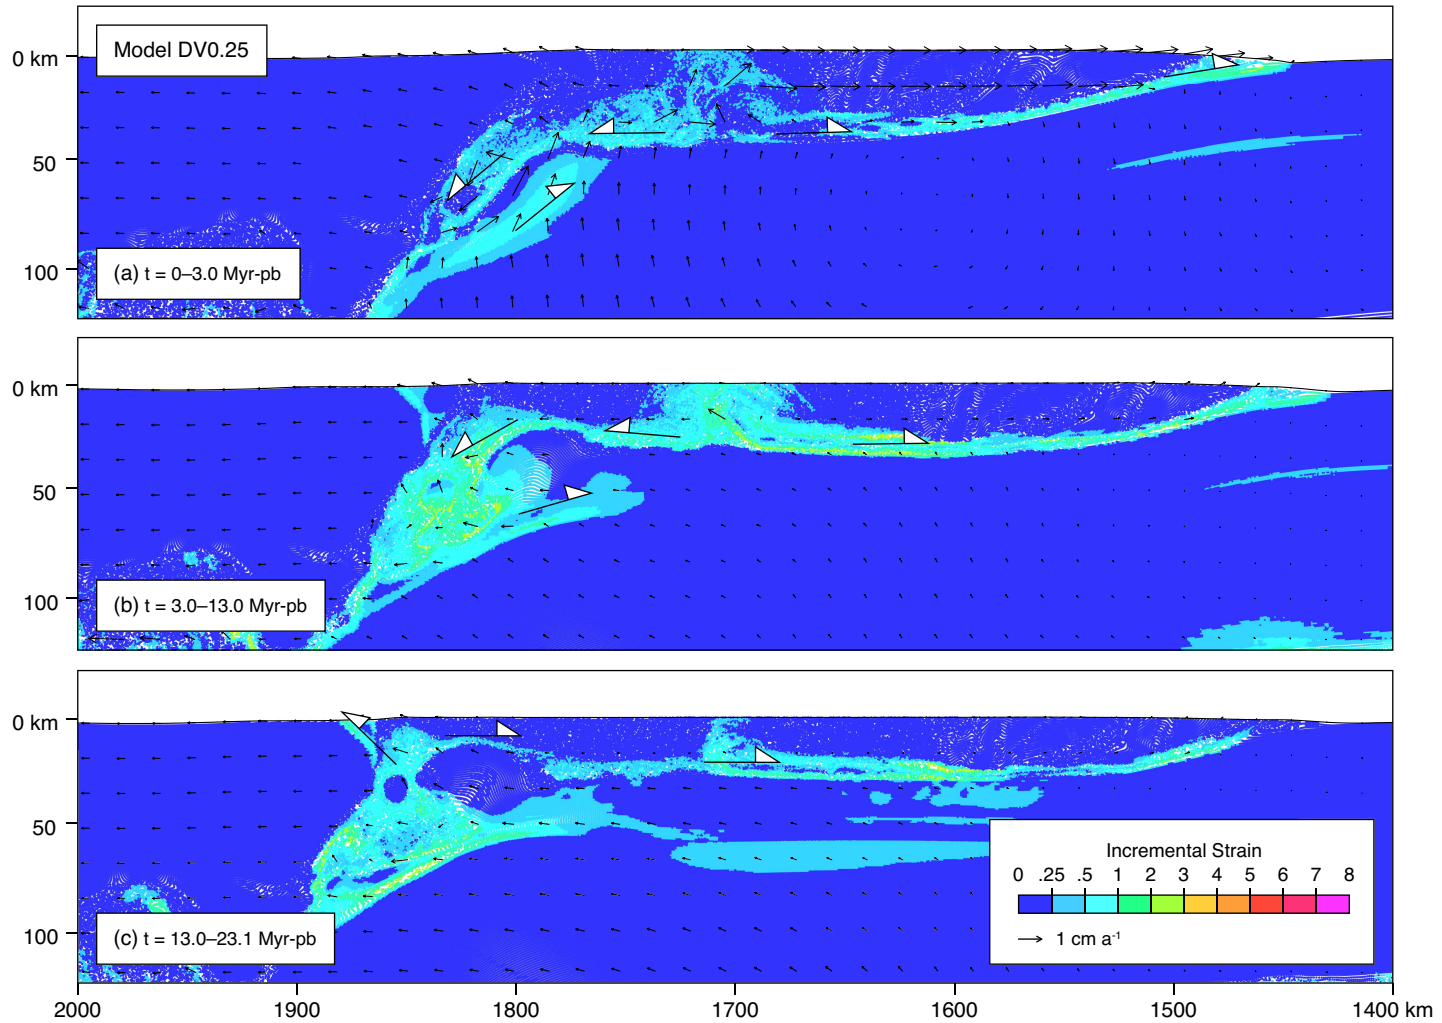 Model DV0.25
0 km
50
100
(a) t = 0–3.0 Myr-pb
0 km
50
100
(b) t = 3.0–13.0 Myr-pb
0 km
50
100
(c) t = 13.0–23.1 Myr-pb
Incremental Strain
0 .25 .5 1 2 3 4 5 6 7 8
1 cm a⁻¹
2000 1900 1800 1700 1600 1500 1400 km